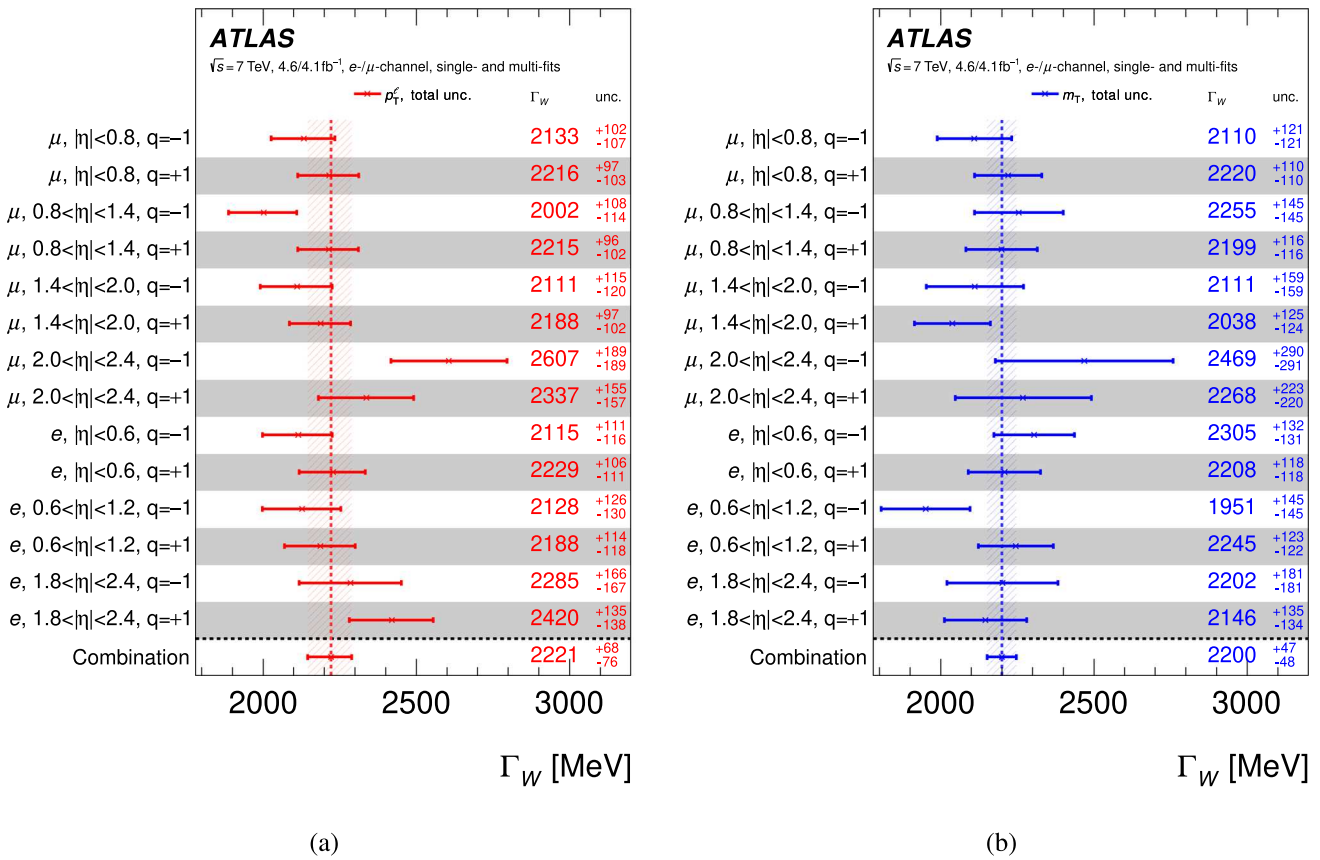 ATLAS
√s = 7 TeV, 4.6/4.1 fb⁻¹, e-/μ-channel, single- and multi-fits
p_T^ℓ, total unc. Γ_W unc.
μ, |η|<0.8, q=−1 2133 +102 -107
μ, |η|<0.8, q=+1 2216 +97 -103
μ, 0.8<|η|<1.4, q=−1 2002 +108 -114
μ, 0.8<|η|<1.4, q=+1 2215 +96 -102
μ, 1.4<|η|<2.0, q=−1 2111 +115 -120
μ, 1.4<|η|<2.0, q=+1 2188 +97 -102
μ, 2.0<|η|<2.4, q=−1 2607 +189 -189
μ, 2.0<|η|<2.4, q=+1 2337 +155 -157
e, |η|<0.6, q=−1 2115 +111 -116
e, |η|<0.6, q=+1 2229 +106 -111
e, 0.6<|η|<1.2, q=−1 2128 +126 -130
e, 0.6<|η|<1.2, q=+1 2188 +114 -118
e, 1.8<|η|<2.4, q=−1 2285 +166 -167
e, 1.8<|η|<2.4, q=+1 2420 +135 -138
Combination 2221 +68 -76
2000 2500 3000
Γ_W [MeV]
(a)
ATLAS
√s = 7 TeV, 4.6/4.1 fb⁻¹, e-/μ-channel, single- and multi-fits
m_T, total unc. Γ_W unc.
μ, |η|<0.8, q=−1 2110 +121 -121
μ, |η|<0.8, q=+1 2220 +110 -110
μ, 0.8<|η|<1.4, q=−1 2255 +145 -145
μ, 0.8<|η|<1.4, q=+1 2199 +116 -116
μ, 1.4<|η|<2.0, q=−1 2111 +159 -159
μ, 1.4<|η|<2.0, q=+1 2038 +125 -124
μ, 2.0<|η|<2.4, q=−1 2469 +290 -291
μ, 2.0<|η|<2.4, q=+1 2268 +223 -220
e, |η|<0.6, q=−1 2305 +132 -131
e, |η|<0.6, q=+1 2208 +118 -118
e, 0.6<|η|<1.2, q=−1 1951 +145 -145
e, 0.6<|η|<1.2, q=+1 2245 +123 -122
e, 1.8<|η|<2.4, q=−1 2202 +181 -181
e, 1.8<|η|<2.4, q=+1 2146 +135 -134
Combination 2200 +47 -48
2000 2500 3000
Γ_W [MeV]
(b)